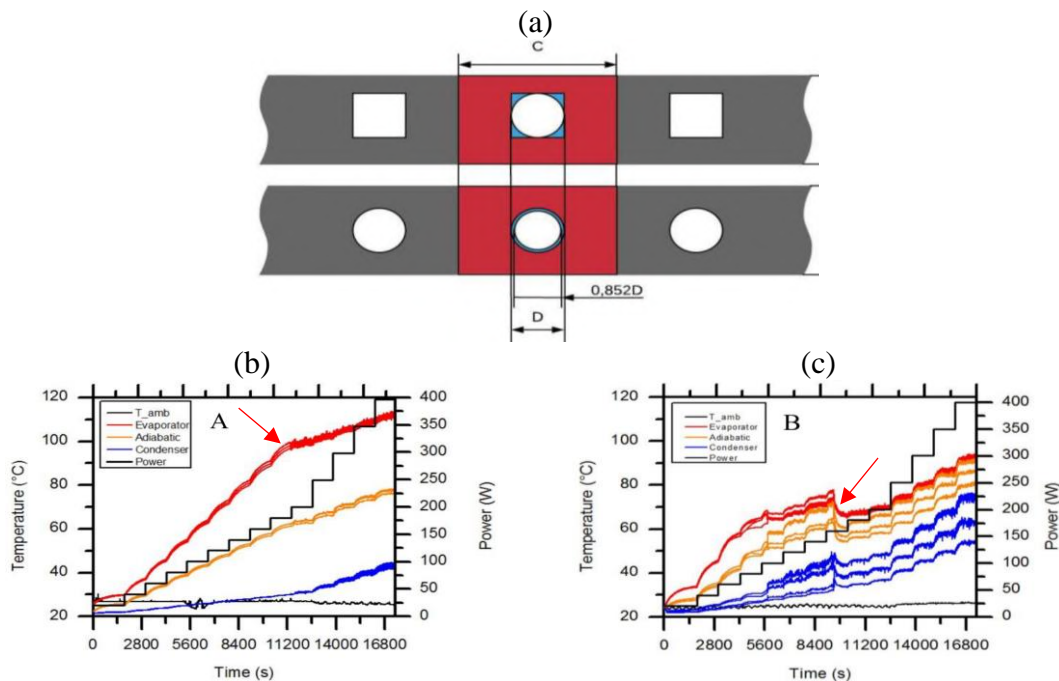 (a)
C
0,852D
D
(b)
(c)
120
100
80
60
40
20
Temperature (°C)
T_amb
Evaporator
Adiabatic
Condenser
Power
A
400
350
300
250
200
150
100
50
0
Power (W)
0 2800 5600 8400 11200 14000 16800
Time (s)
120
100
80
60
40
20
Temperature (°C)
T_amb
Evaporator
Adiabatic
Condenser
Power
B
400
350
300
250
200
150
100
50
0
Power (W)
0 2800 5600 8400 11200 14000 16800
Time (s)